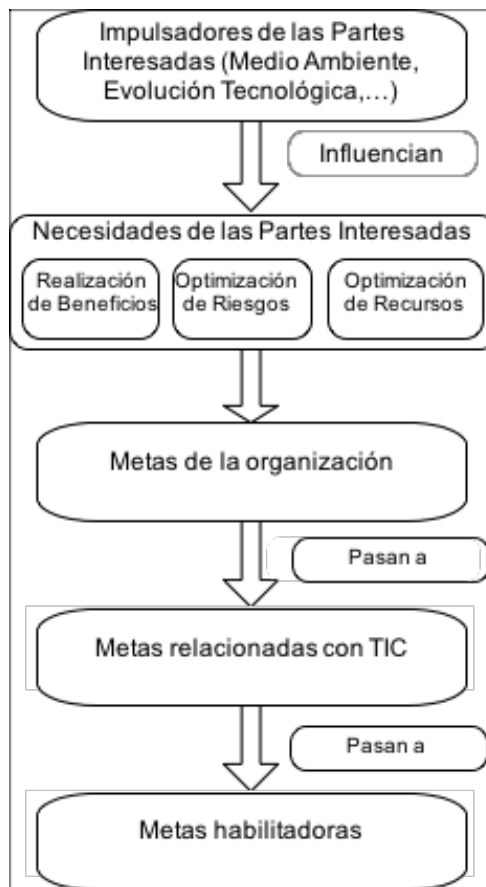 Impulsadores de las Partes
Interesadas (Medio Ambiente,
Evolución Tecnológica,...)
Influencian
Necesidades de las Partes Interesadas
Realización
de Beneficios
Optimización
de Riesgos
Optimización
de Recursos
Metas de la organización
Pasan a
Metas relacionadas con TIC
Pasan a
Metas habilitadoras